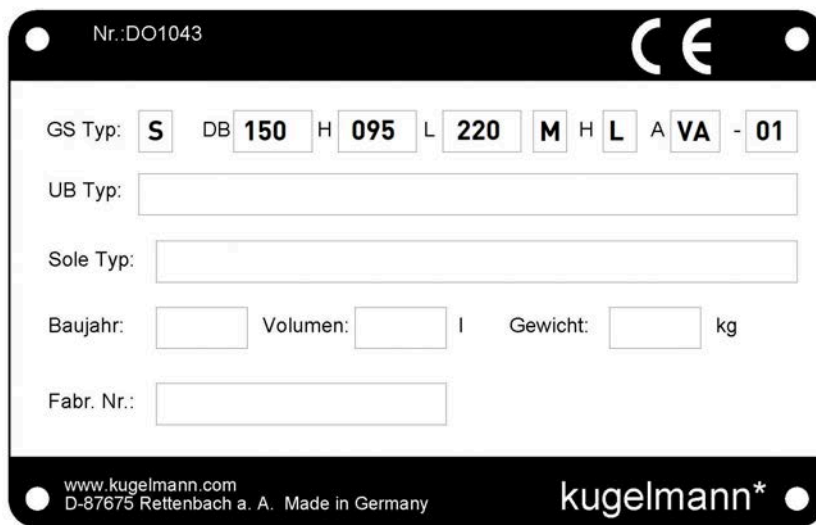 Nr.:DO1043 CE
GS Typ: S DB 150 H 095 L 220 M H L A VA - 01
UB Typ:
Sole Typ:
Baujahr: Volumen: l Gewicht: kg
Fabr. Nr.:
www.kugelmann.com
D-87675 Rettenbach a. A. Made in Germany
kugelmann*